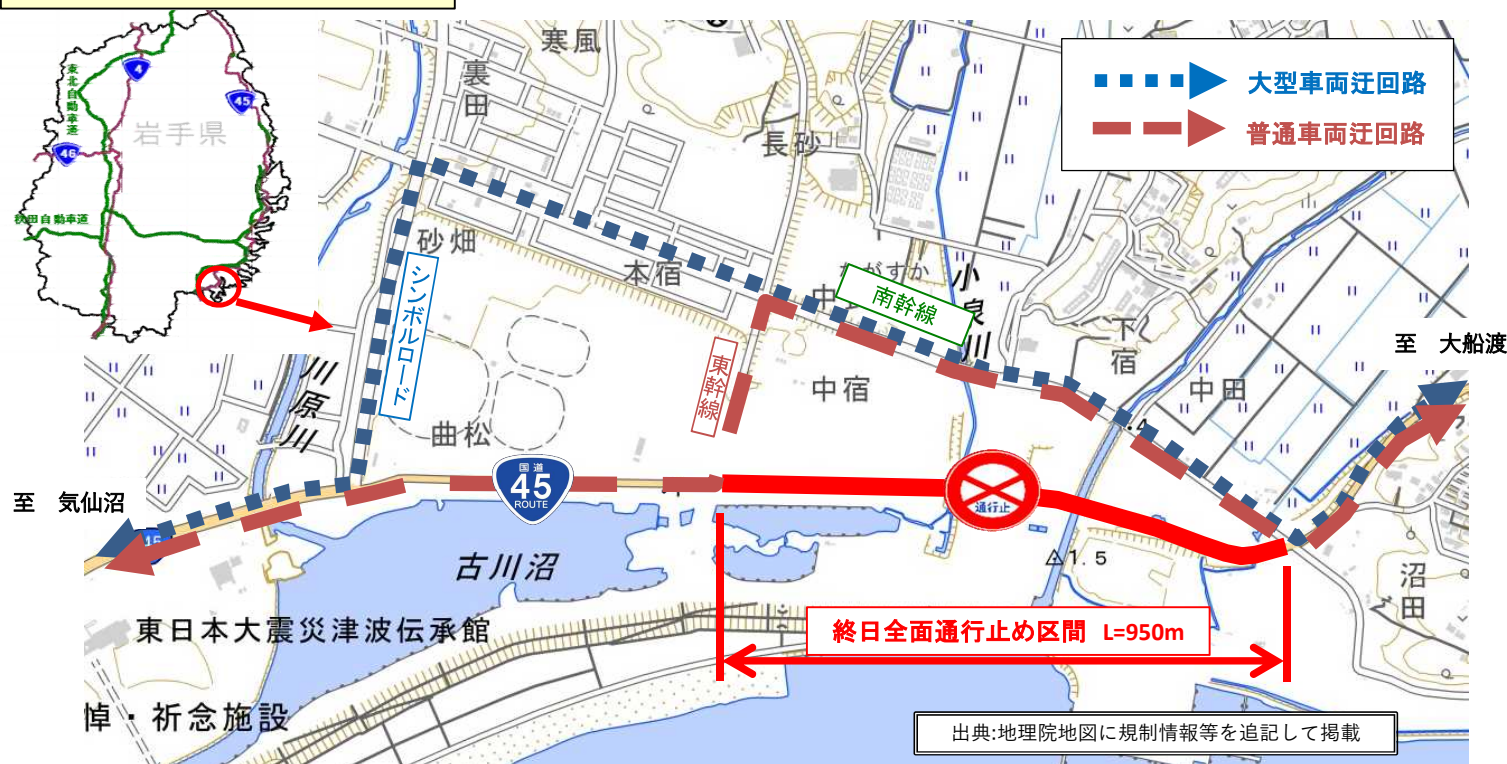 東北自動車道
4
45
岩手県
46
秋田自動車道
寒風
裏田
長砂
大型車両迂回路
普通車両迂回路
砂畑
本宿
シンボルロード
南幹線
小泉川
下宿
中田
至 大船渡
川原川
東幹線
中宿
曲松
国道
45
ROUTE
通行止
至 気仙沼
古川沼
1.5
沼田
東日本大震災津波伝承館
終日全面通行止め区間 L=950m
悼・祈念施設
出典:地理院地図に規制情報等を追記して掲載